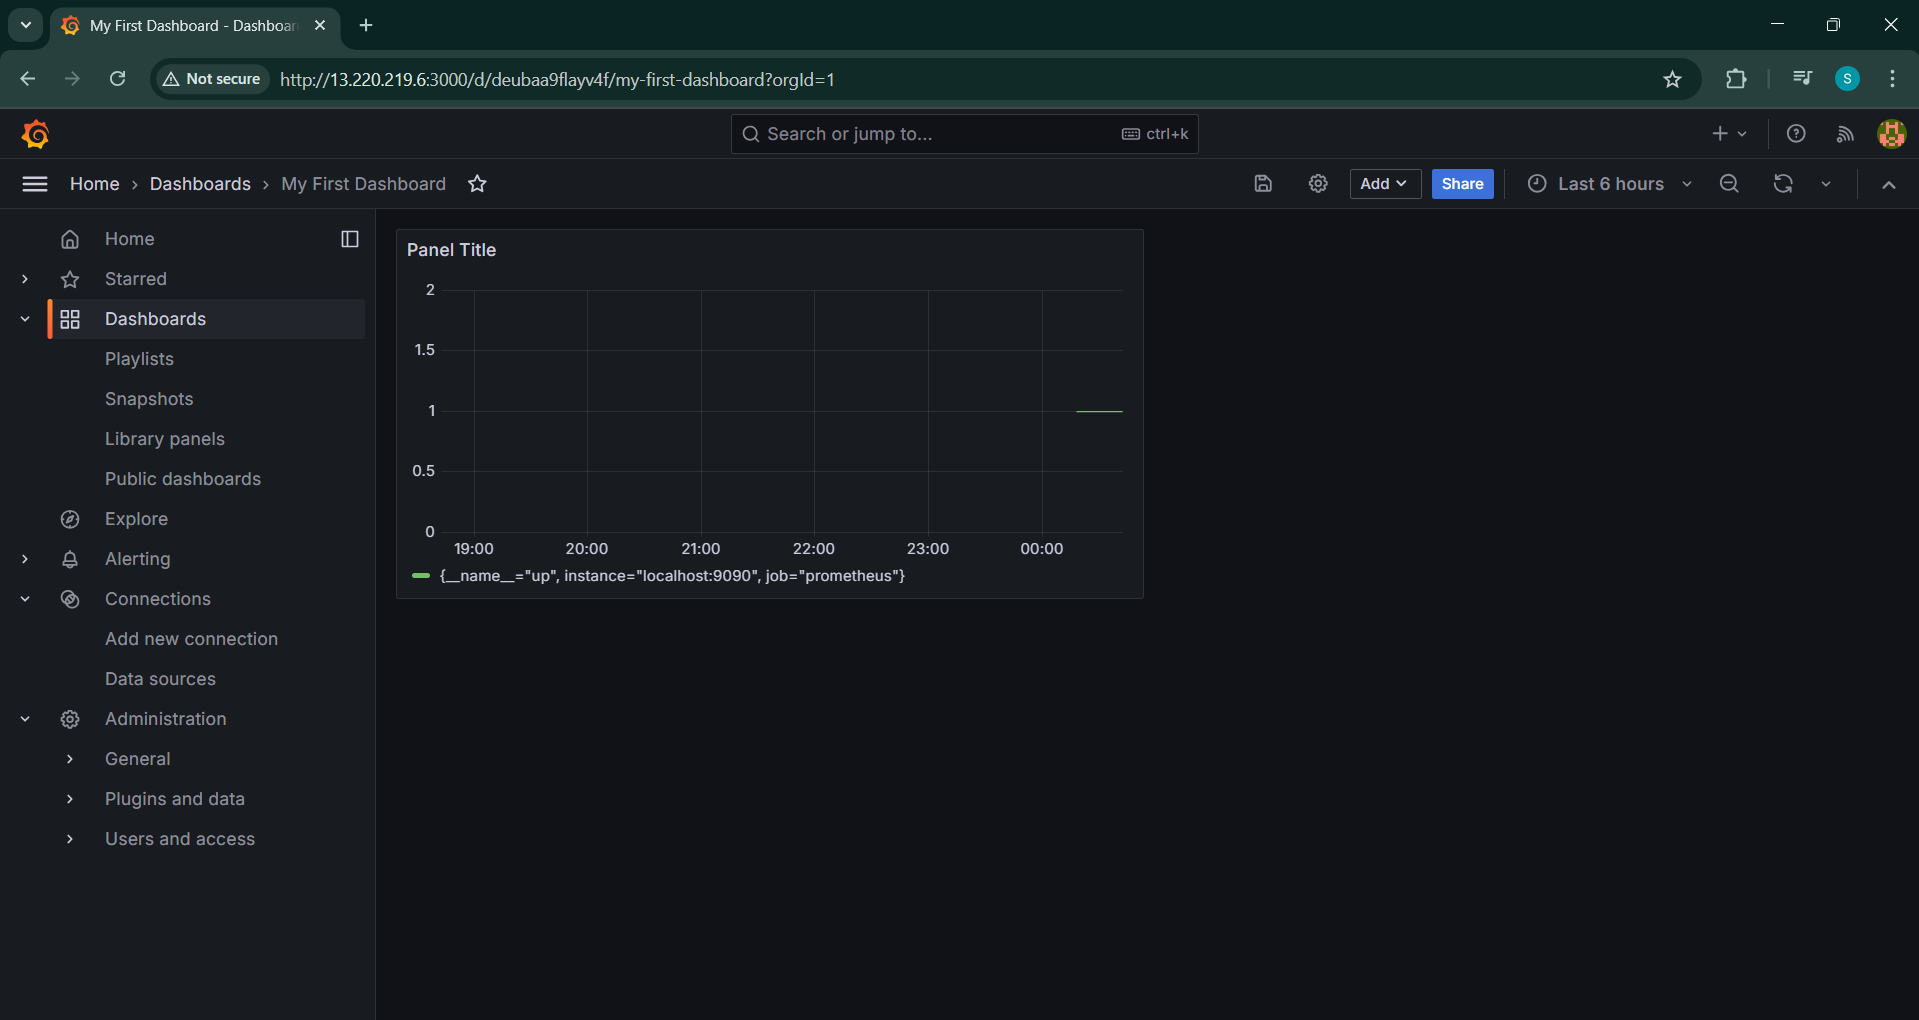 My First Dashboard - Dashboar
Not secure
http://13.220.219.6:3000/d/deubaa9flayv4f/my-first-dashboard?orgId=1
S
Search or jump to...
ctrl+k
Home › Dashboards › My First Dashboard
Add
Share
Last 6 hours
Home
Starred
Dashboards
Playlists
Snapshots
Library panels
Public dashboards
Explore
Alerting
Connections
Add new connection
Data sources
Administration
General
Plugins and data
Users and access
Panel Title
2
1.5
1
0.5
0
19:00 20:00 21:00 22:00 23:00 00:00
{__name__="up", instance="localhost:9090", job="prometheus"}